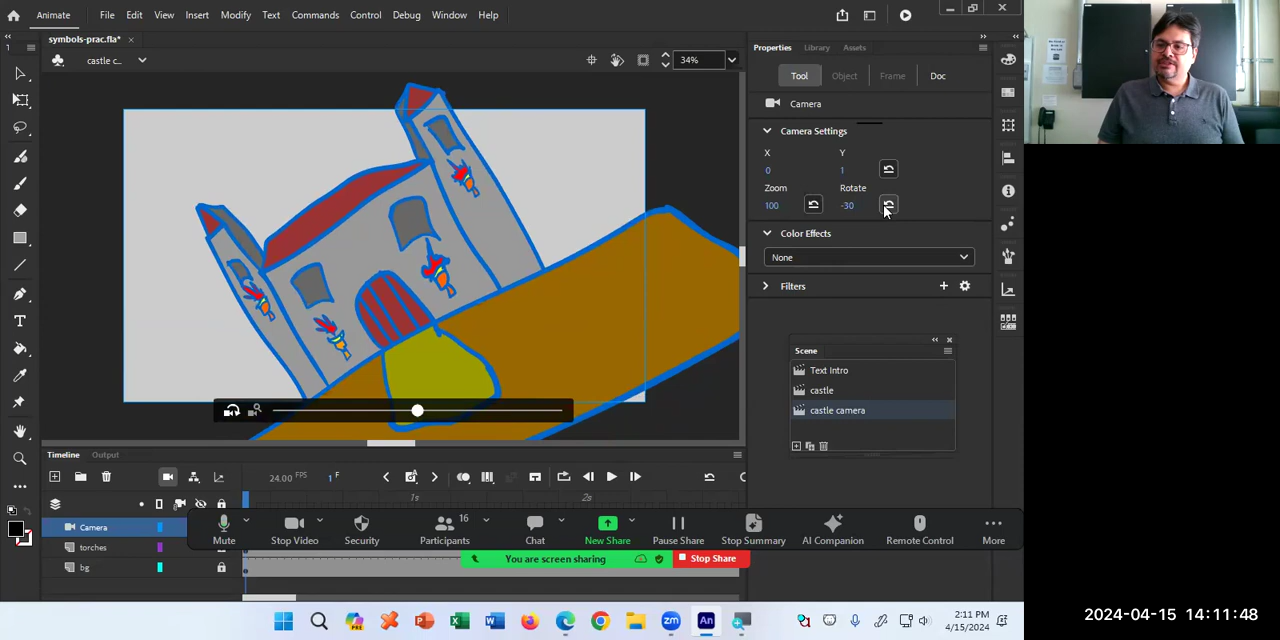 Animate File Edit View Insert Modify Text Commands Control Debug Window Help
symbols-prac.fla* ×
castle c... 34%
Properties Library Assets
Tool Object Frame Doc
Camera
Camera Settings
X Y
0 1
Zoom Rotate
100 -30
Color Effects
None
Filters
Scene
Text Intro
castle
castle camera
Timeline Output
24.00 FPS 1 F
1s 2s
Camera
torches
bg
16
Mute Stop Video Security Participants Chat New Share Pause Share Stop Summary AI Companion Remote Control More
You are screen sharing Stop Share
2:11 PM
4/15/2024
2024-04-15 14:11:48